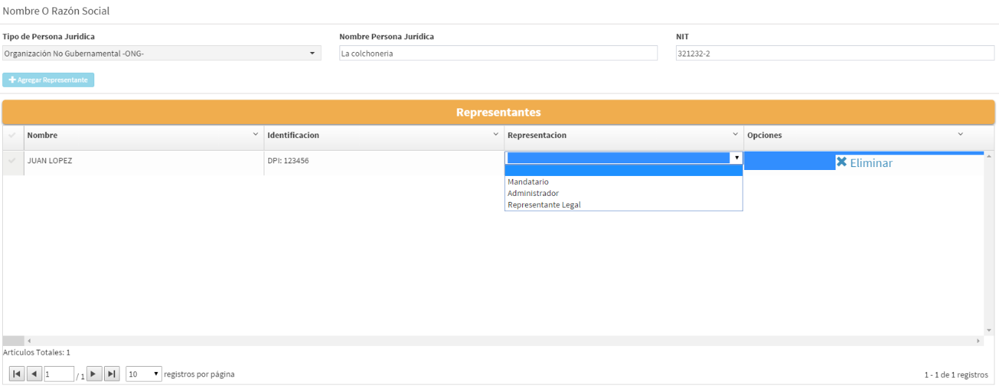 Nombre O Razón Social
Tipo de Persona Juridica Nombre Persona Jurídica NIT
Organización No Gubernamental -ONG- La colchoneria 321232-2
Agregar Representante
Representantes
Nombre Identificacion Representacion Opciones
JUAN LOPEZ DPI: 123456 Eliminar
Mandatario
Administrador
Representante Legal
Artículos Totales: 1
1 / 1 10 registros por página 1 - 1 de 1 registros